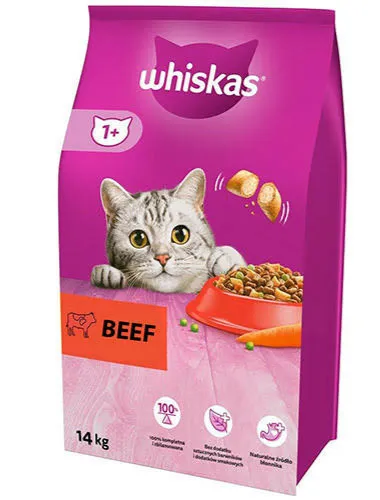 whiskas®
1+
BEEF
100%
100% kompletna
i zbilansowana
Bez dodatku
sztucznych barwników
i dodatków smakowych
Naturalne źródło
błonnika
14 kg